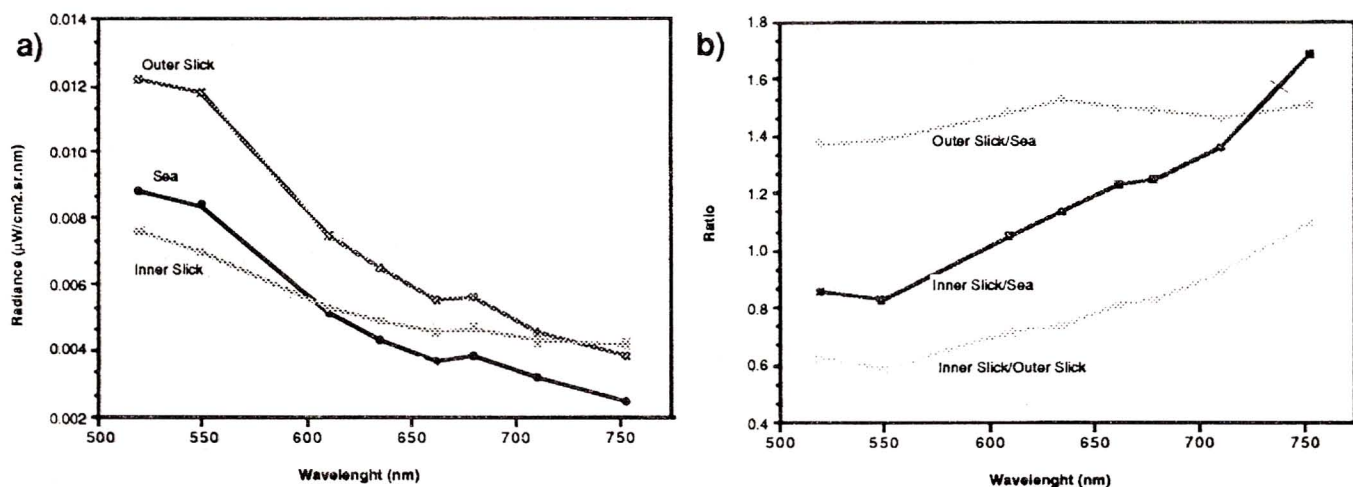 a)
0.014
0.012
0.010
0.008
0.006
0.004
0.002
Radiance (µW/cm2.sr.nm)
Outer Slick
Sea
Inner Slick
500 550 600 650 700 750
Wavelenght (nm)
b)
1.8
1.6
1.4
1.2
1.0
0.8
0.6
0.4
Ratio
Outer Slick/Sea
Inner Slick/Sea
Inner Slick/Outer Slick
500 550 600 650 700 750
Wavelenght (nm)